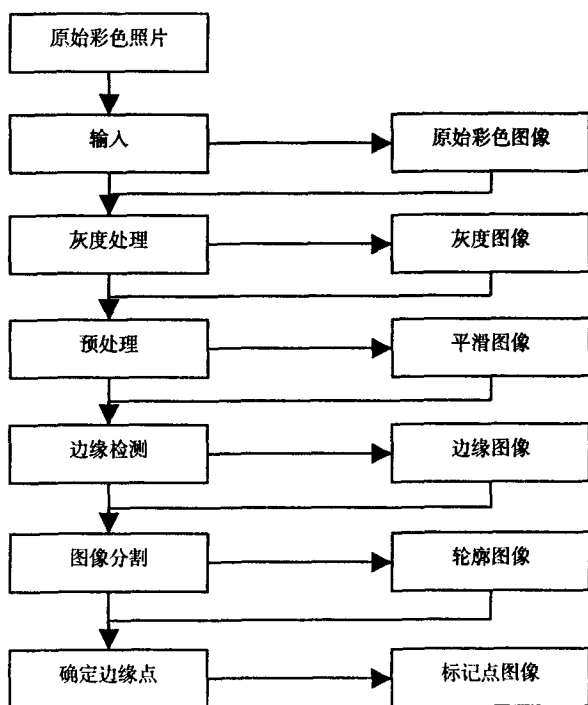 原始彩色照片
输入
原始彩色图像
灰度处理
灰度图像
预处理
平滑图像
边缘检测
边缘图像
图像分割
轮廓图像
确定边缘点
标记点图像